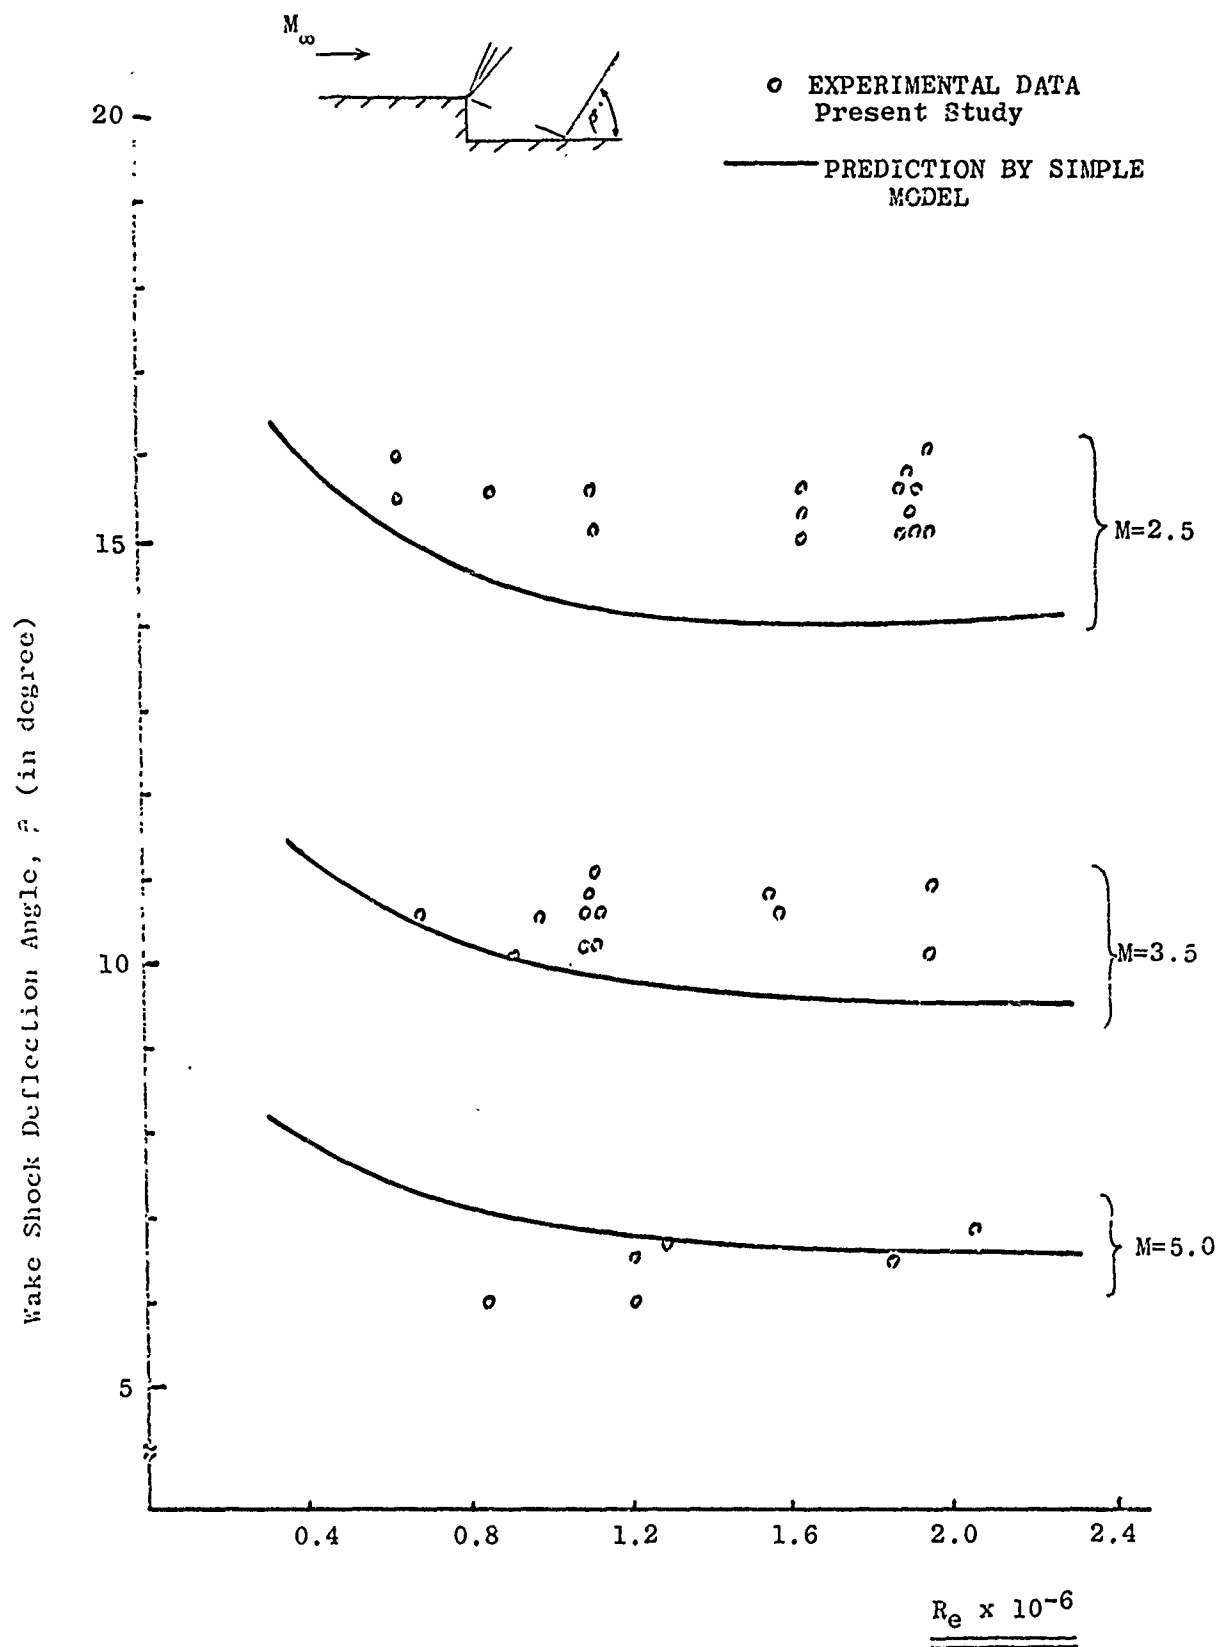 M∞
o EXPERIMENTAL DATA
Present Study
PREDICTION BY SIMPLE
MODEL
β
20
15
10
5
Wake Shock Deflection Angle, β (in degree)
M=2.5
M=3.5
M=5.0
0.4 0.8 1.2 1.6 2.0 2.4
Re x 10-6